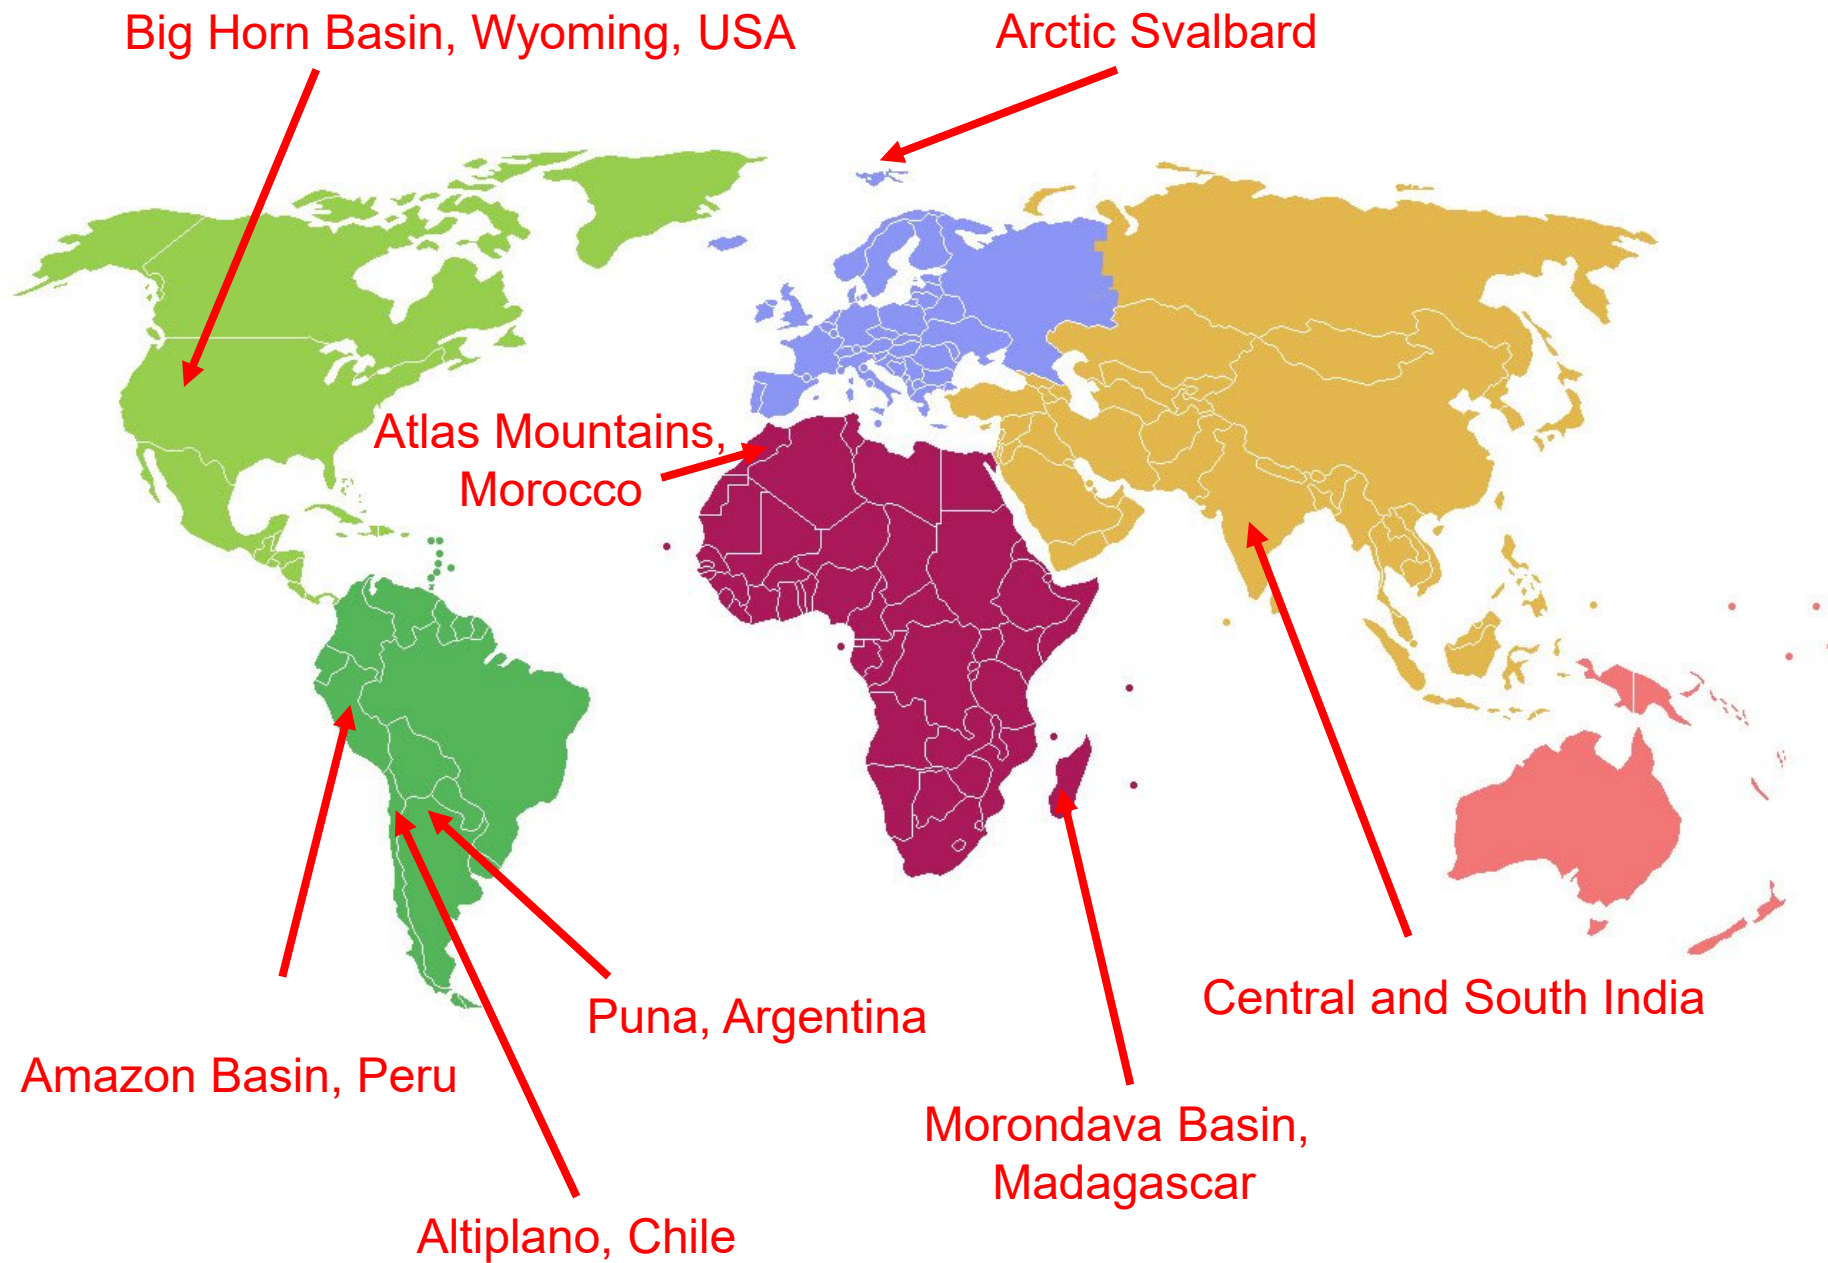 Big Horn Basin, Wyoming, USA
Arctic Svalbard
Atlas Mountains,
Morocco
Central and South India
Puna, Argentina
Amazon Basin, Peru
Morondava Basin,
Madagascar
Altiplano, Chile